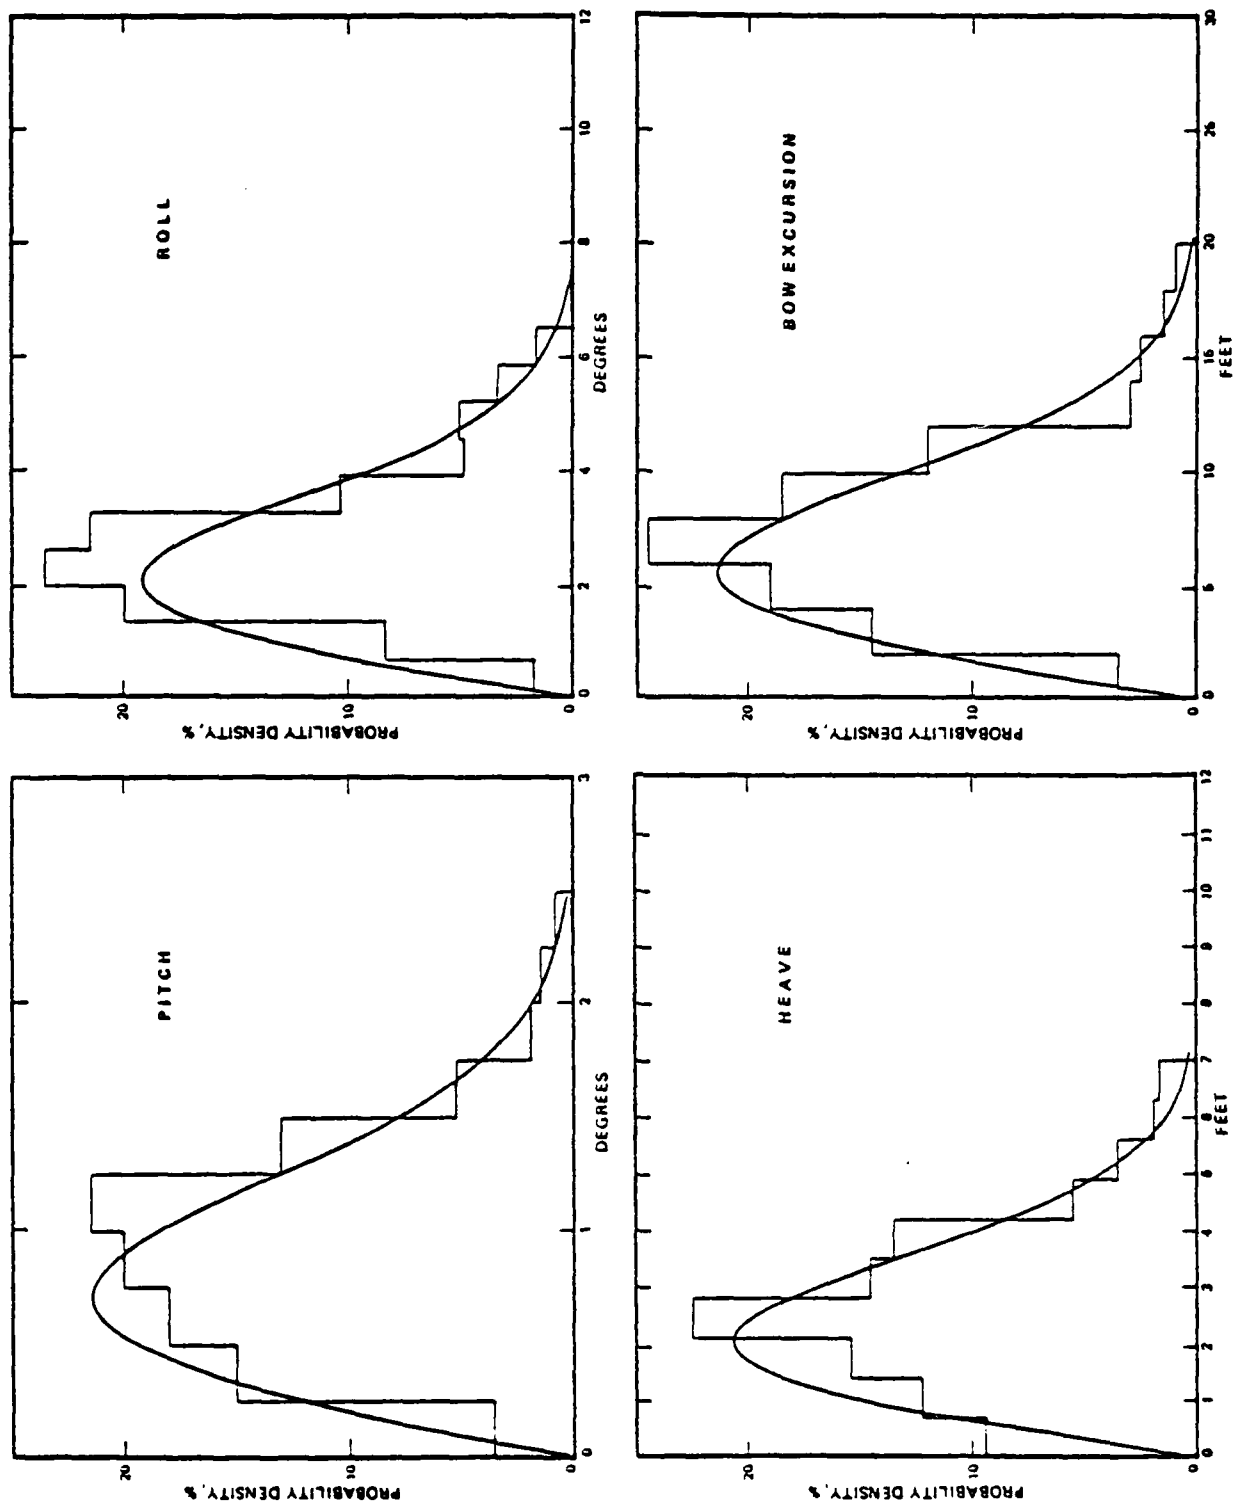 PITCH
PROBABILITY DENSITY, %
20
10
0
0 1 2 3
DEGREES
ROLL
PROBABILITY DENSITY, %
20
10
0
0 2 4 6 8 10 12
DEGREES
HEAVE
PROBABILITY DENSITY, %
20
10
0
0 1 2 3 4 5 6 7 8 9 10 11 12
FEET
BOW EXCURSION
PROBABILITY DENSITY, %
20
10
0
0 5 10 15 20 25 30
FEET